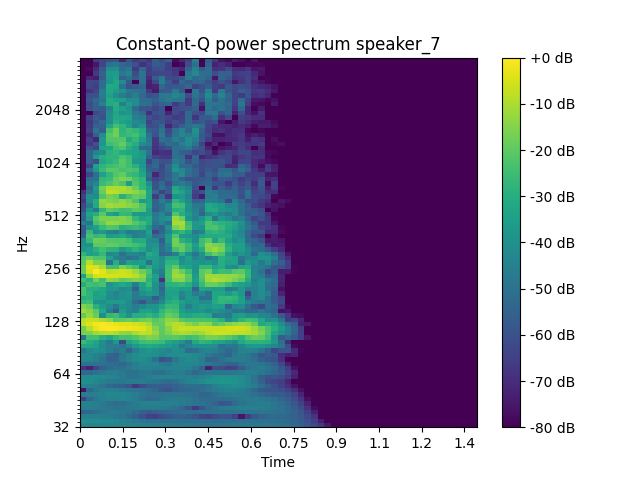 Constant-Q power spectrum speaker_7
Hz
2048
1024
512
256
128
64
32
0 0.15 0.3 0.45 0.6 0.75 0.9 1.1 1.2 1.4
Time
+0 dB
-10 dB
-20 dB
-30 dB
-40 dB
-50 dB
-60 dB
-70 dB
-80 dB